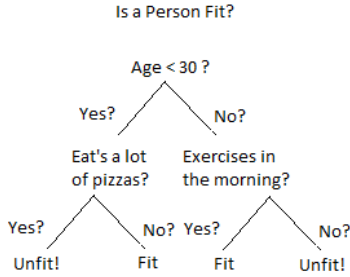 Is a Person Fit?
Age < 30 ?
Yes?
No?
Eat's a lot
of pizzas?
Exercises in
the morning?
Yes?
No?
Yes?
No?
Unfit!
Fit
Fit
Unfit!